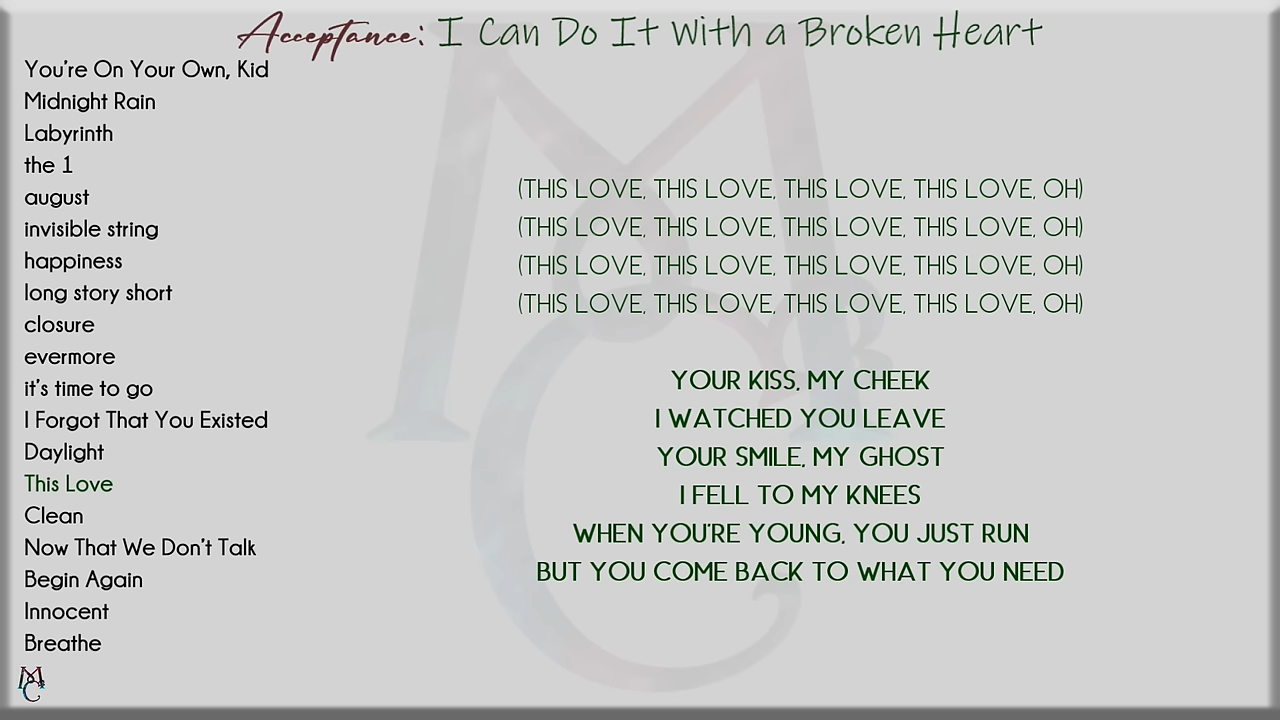 Acceptance: I Can Do It With a Broken Heart
You're On Your Own, Kid
Midnight Rain
Labyrinth
the 1
august
invisible string
happiness
long story short
closure
evermore
it's time to go
I Forgot That You Existed
Daylight
This Love
Clean
Now That We Don't Talk
Begin Again
Innocent
Breathe
(THIS LOVE, THIS LOVE, THIS LOVE, THIS LOVE, OH)
(THIS LOVE, THIS LOVE, THIS LOVE, THIS LOVE, OH)
(THIS LOVE, THIS LOVE, THIS LOVE, THIS LOVE, OH)
(THIS LOVE, THIS LOVE, THIS LOVE, THIS LOVE, OH)
YOUR KISS, MY CHEEK
I WATCHED YOU LEAVE
YOUR SMILE, MY GHOST
I FELL TO MY KNEES
WHEN YOU'RE YOUNG, YOU JUST RUN
BUT YOU COME BACK TO WHAT YOU NEED